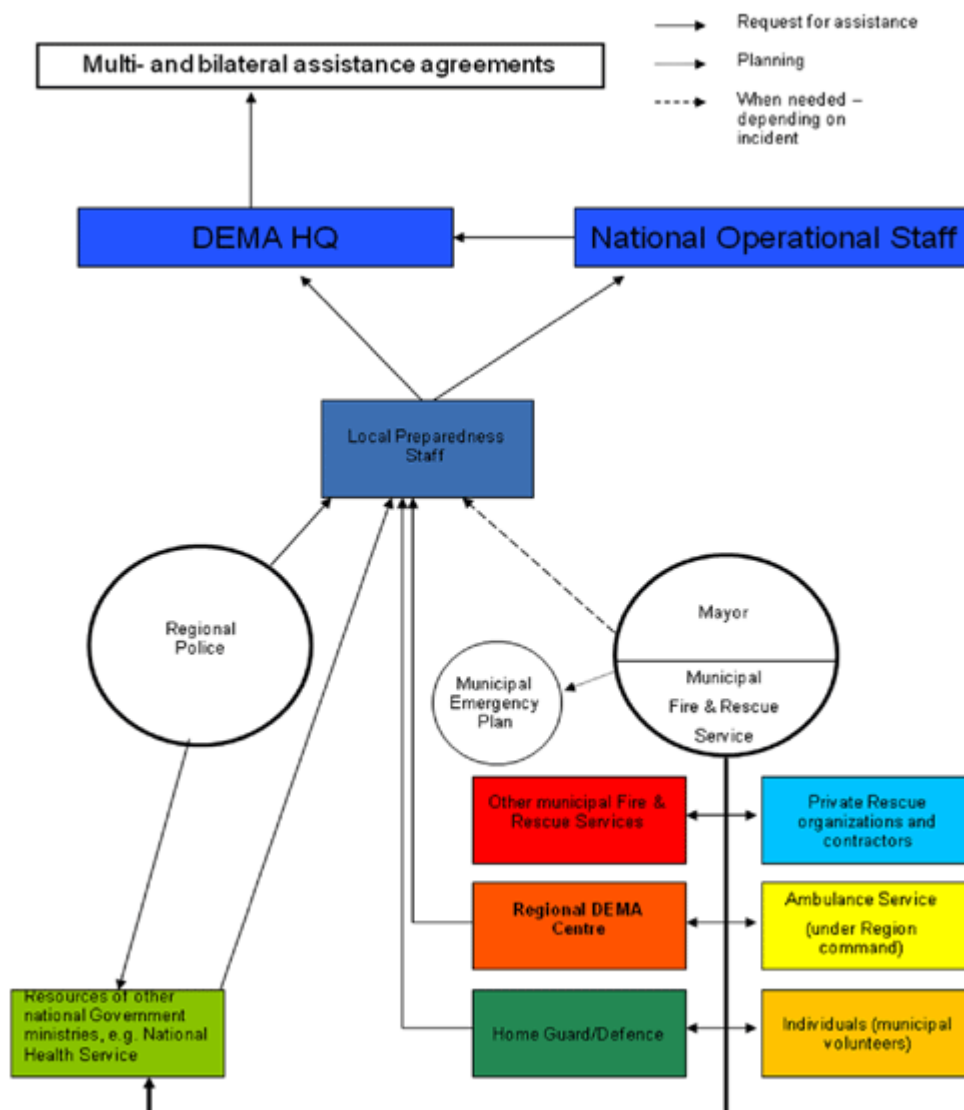 Request for assistance
Multi- and bilateral assistance agreements
Planning
When needed –
depending on
incident
DEMA HQ
National Operational Staff
Local Preparedness
Staff
Regional
Police
Mayor
Municipal
Fire & Rescue
Service
Municipal
Emergency
Plan
Other municipal Fire &
Rescue Services
Private Rescue
organizations and
contractors
Regional DEMA
Centre
Ambulance Service
(under Region
command)
Resources of other
national Government
ministries, e.g. National
Health Service
Home Guard/Defence
Individuals (municipal
volunteers)